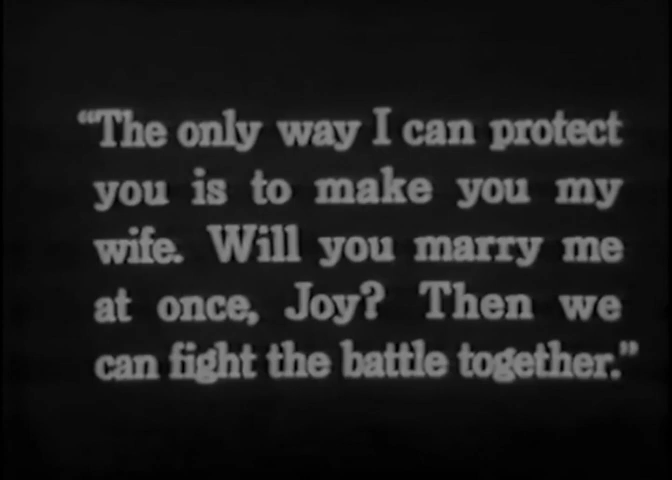 “The only way I can protect
you is to make you my
wife. Will you marry me
at once, Joy? Then we
can fight the battle together.”